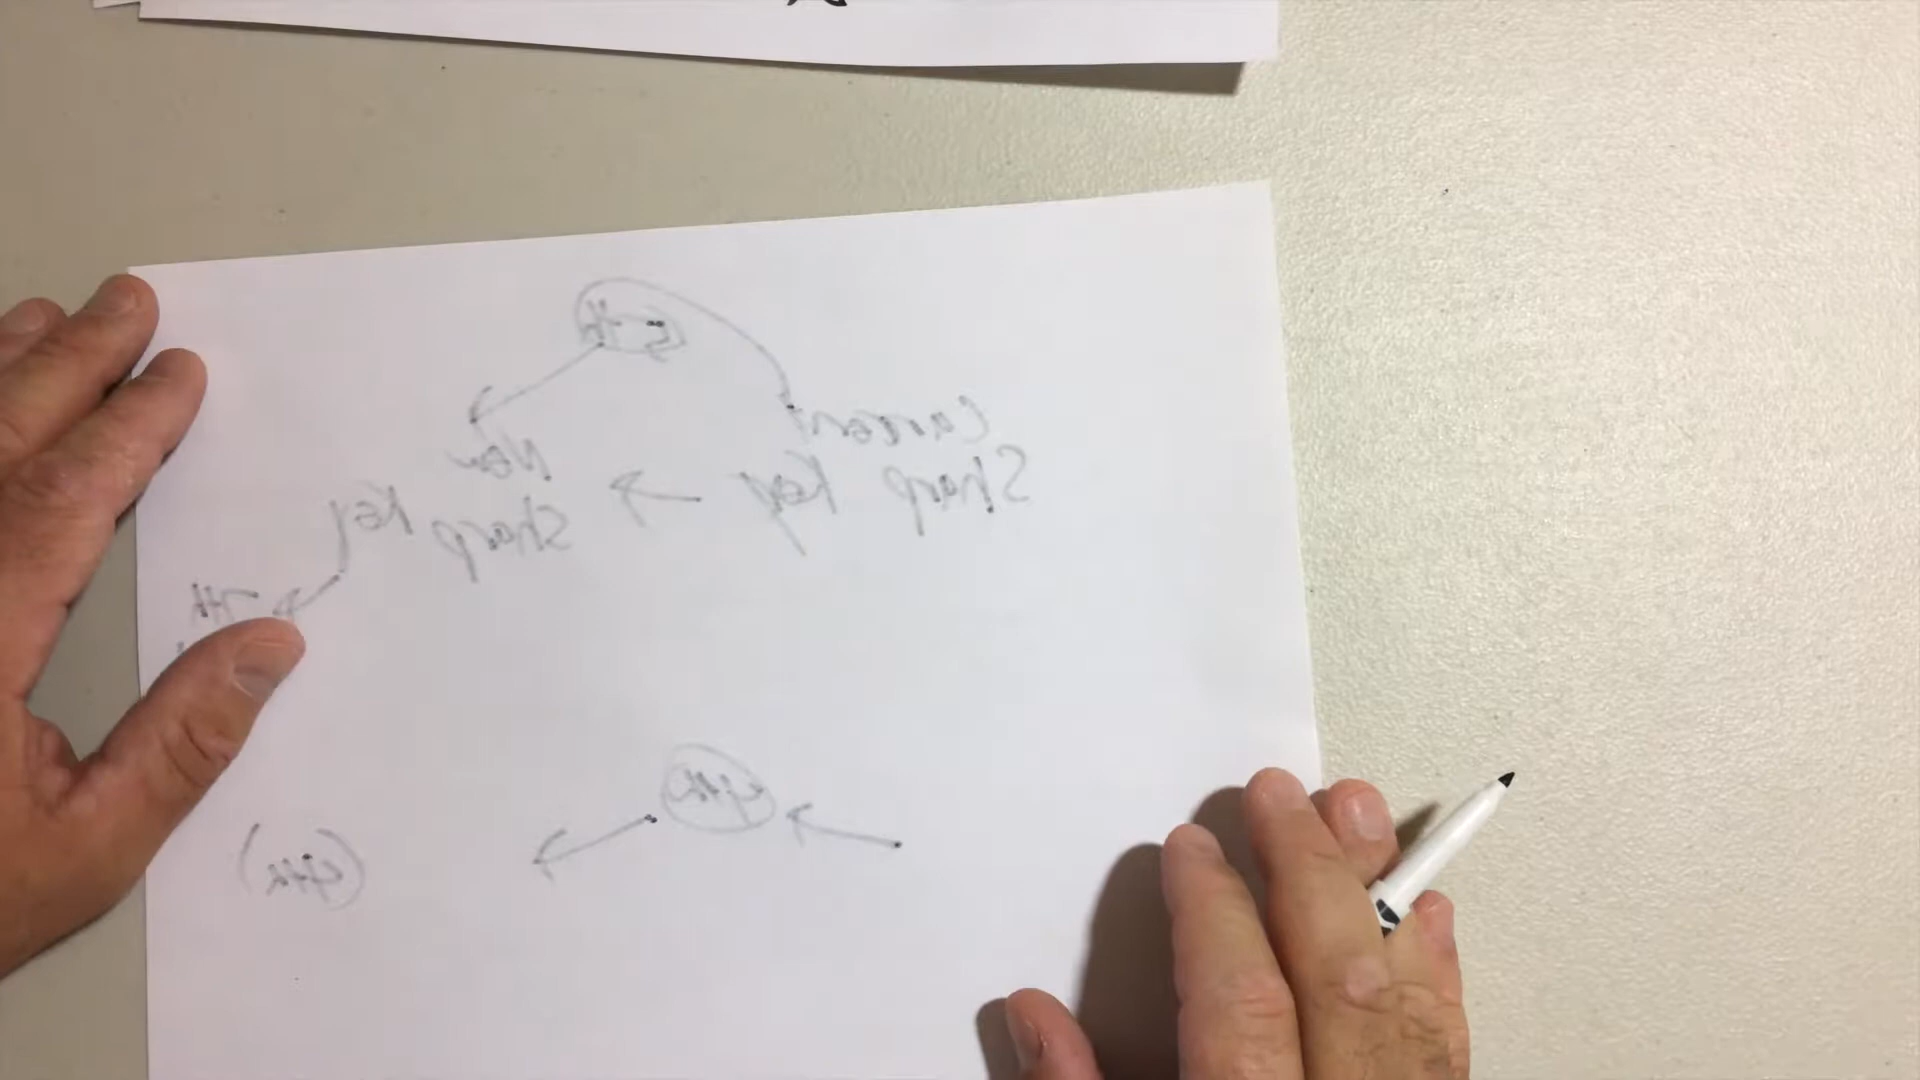 5th
Current
New
Sharp Key
Sharp Key
7th
4th
(4th)